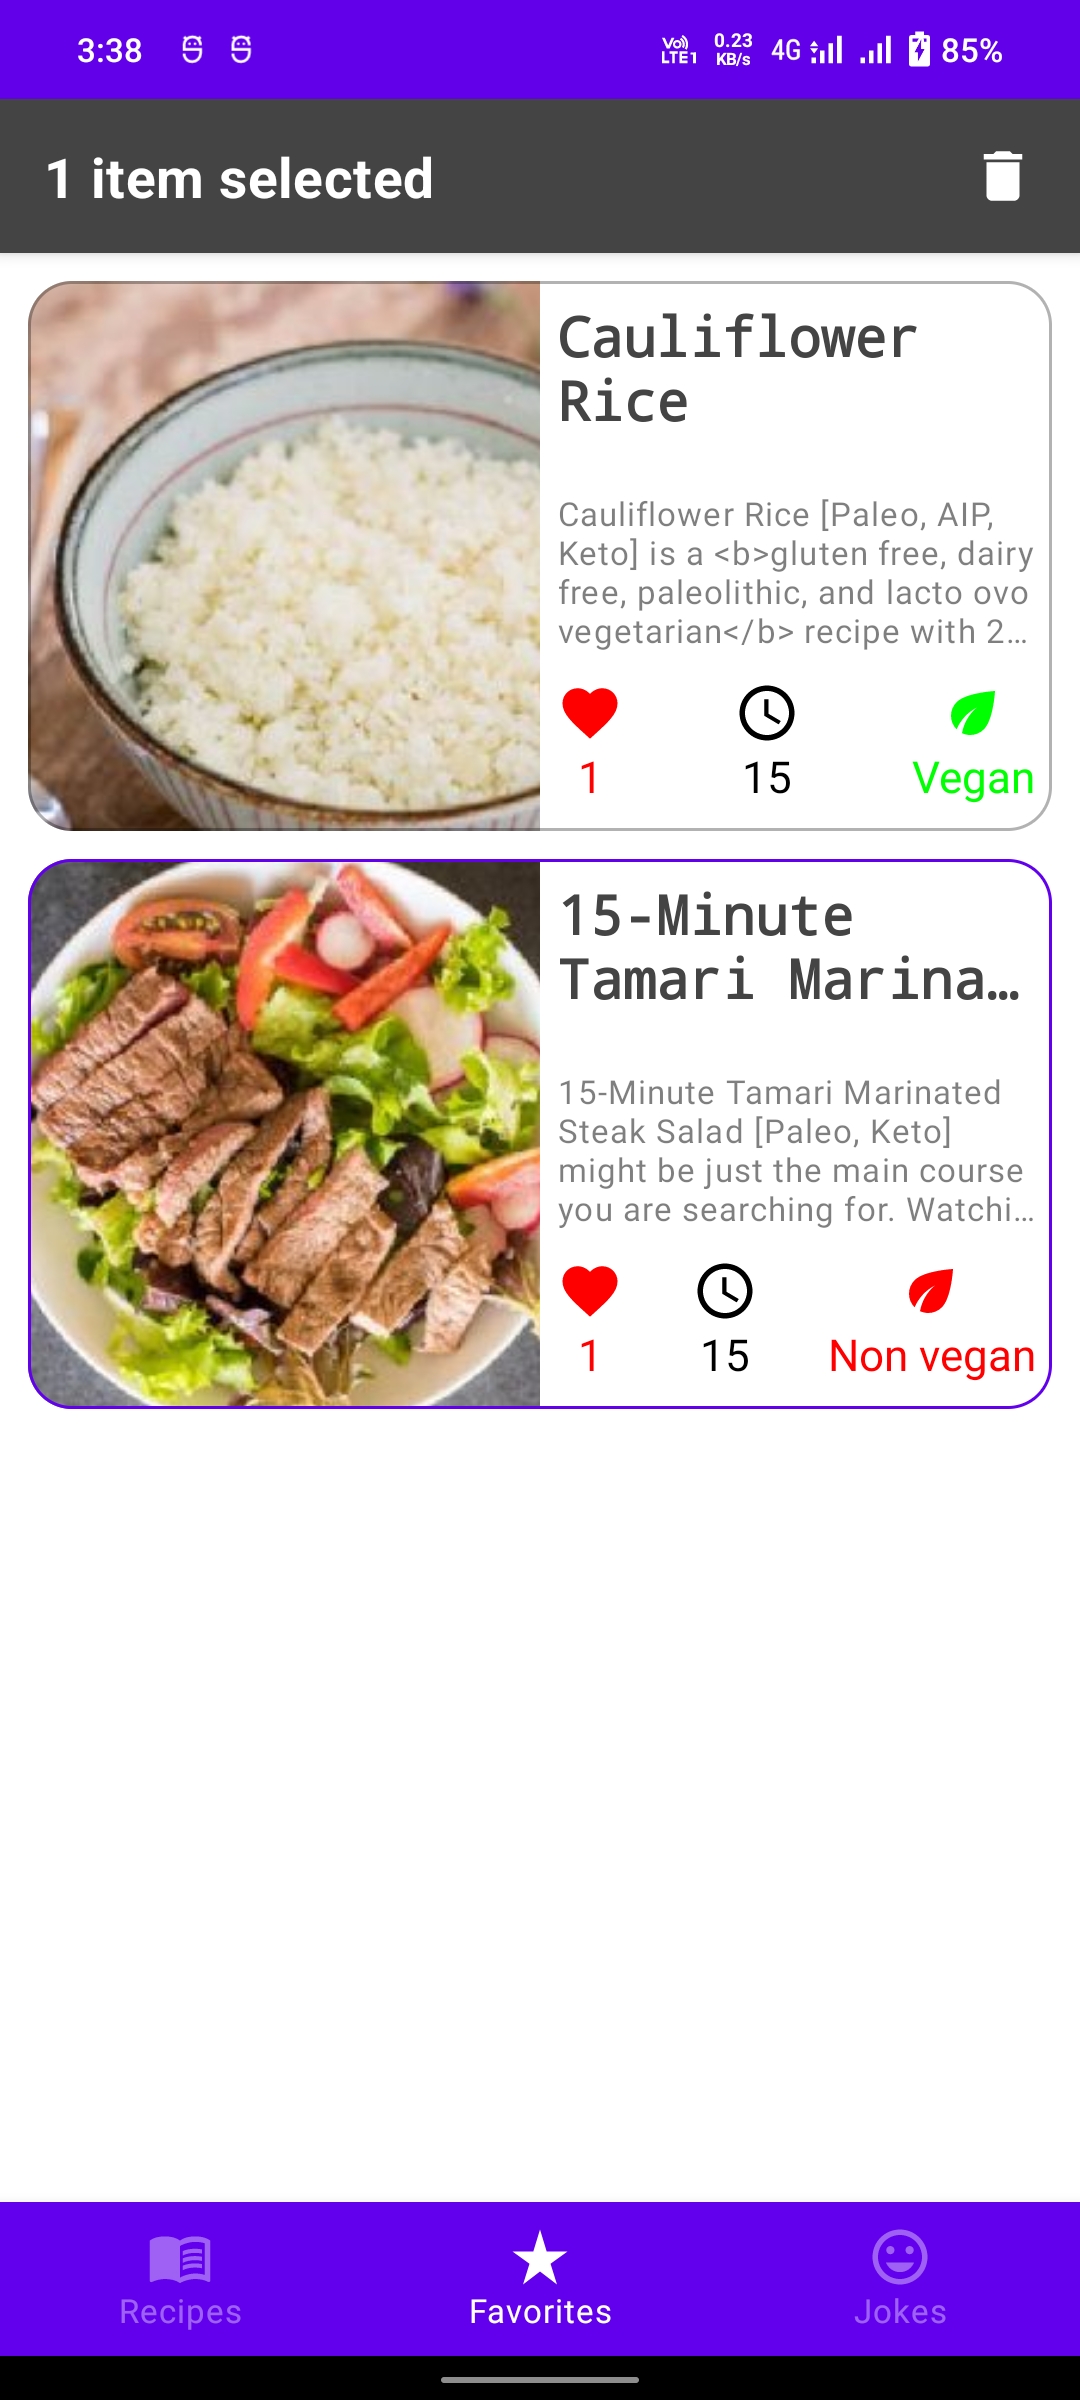 3:38
Vo)) LTE1
0.23 KB/s
4G
85%
1 item selected
Cauliflower
Rice
Cauliflower Rice [Paleo, AIP,
Keto] is a <b>gluten free, dairy
free, paleolithic, and lacto ovo
vegetarian</b> recipe with 2...
1
15
Vegan
15-Minute
Tamari Marina...
15-Minute Tamari Marinated
Steak Salad [Paleo, Keto]
might be just the main course
you are searching for. Watchi...
1
15
Non vegan
Recipes
Favorites
Jokes